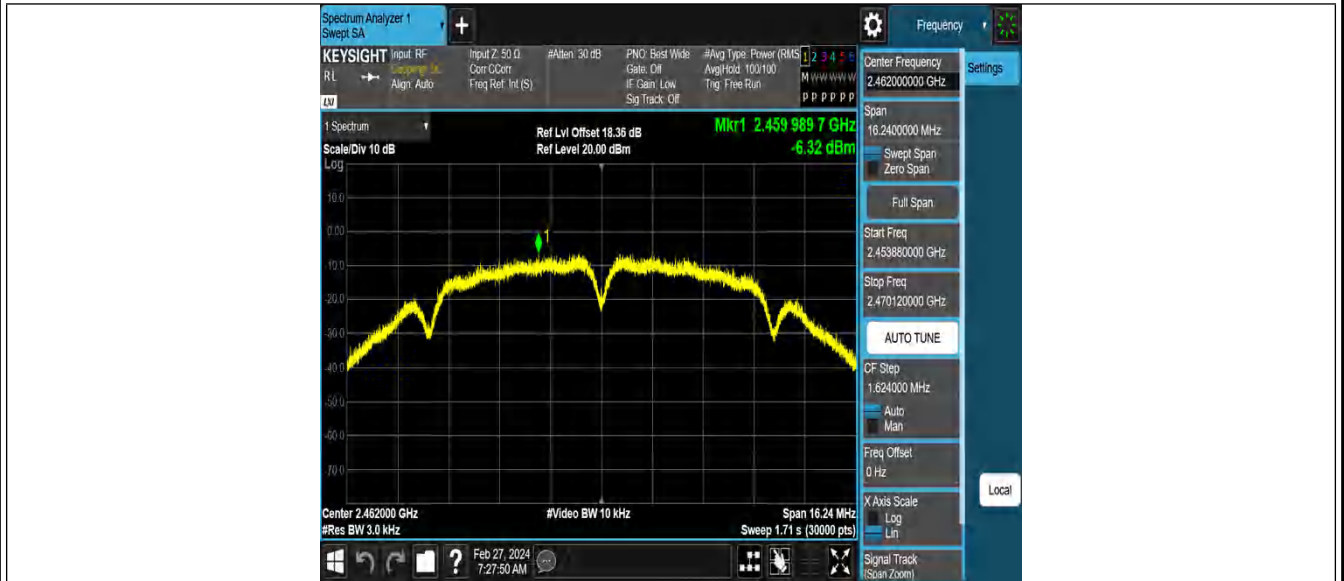 Spectrum Analyzer 1
Swept SA
+
Frequency
KEYSIGHT
RL
LXI
Input: RF
Coupling: DC
Align: Auto
Input Z: 50 Ω
Corr CCorr
Freq Ref: Int (S)
#Atten: 30 dB
PNO: Best Wide
Gate: Off
IF Gain: Low
Sig Track: Off
#Avg Type: Power (RMS
Avg|Hold: 100/100
Trig: Free Run
1 2 3 4 5 6
M W W W W W
P P P P P P
1 Spectrum
Scale/Div 10 dB
Log
Ref Lvl Offset 18.36 dB
Ref Level 20.00 dBm
Mkr1 2.459 989 7 GHz
-6.32 dBm
10.0
0.00
-10.0
-20.0
-30.0
-40.0
-50.0
-60.0
-70.0
1
Center 2.462000 GHz
#Res BW 3.0 kHz
#Video BW 10 kHz
Span 16.24 MHz
Sweep 1.71 s (30000 pts)
Feb 27, 2024
7:27:50 AM
?
Center Frequency
2.462000000 GHz
Settings
Span
16.2400000 MHz
Swept Span
Zero Span
Full Span
Start Freq
2.453880000 GHz
Stop Freq
2.470120000 GHz
AUTO TUNE
CF Step
1.624000 MHz
Auto
Man
Freq Offset
0 Hz
X Axis Scale
Log
Lin
Local
Signal Track
(Span Zoom)